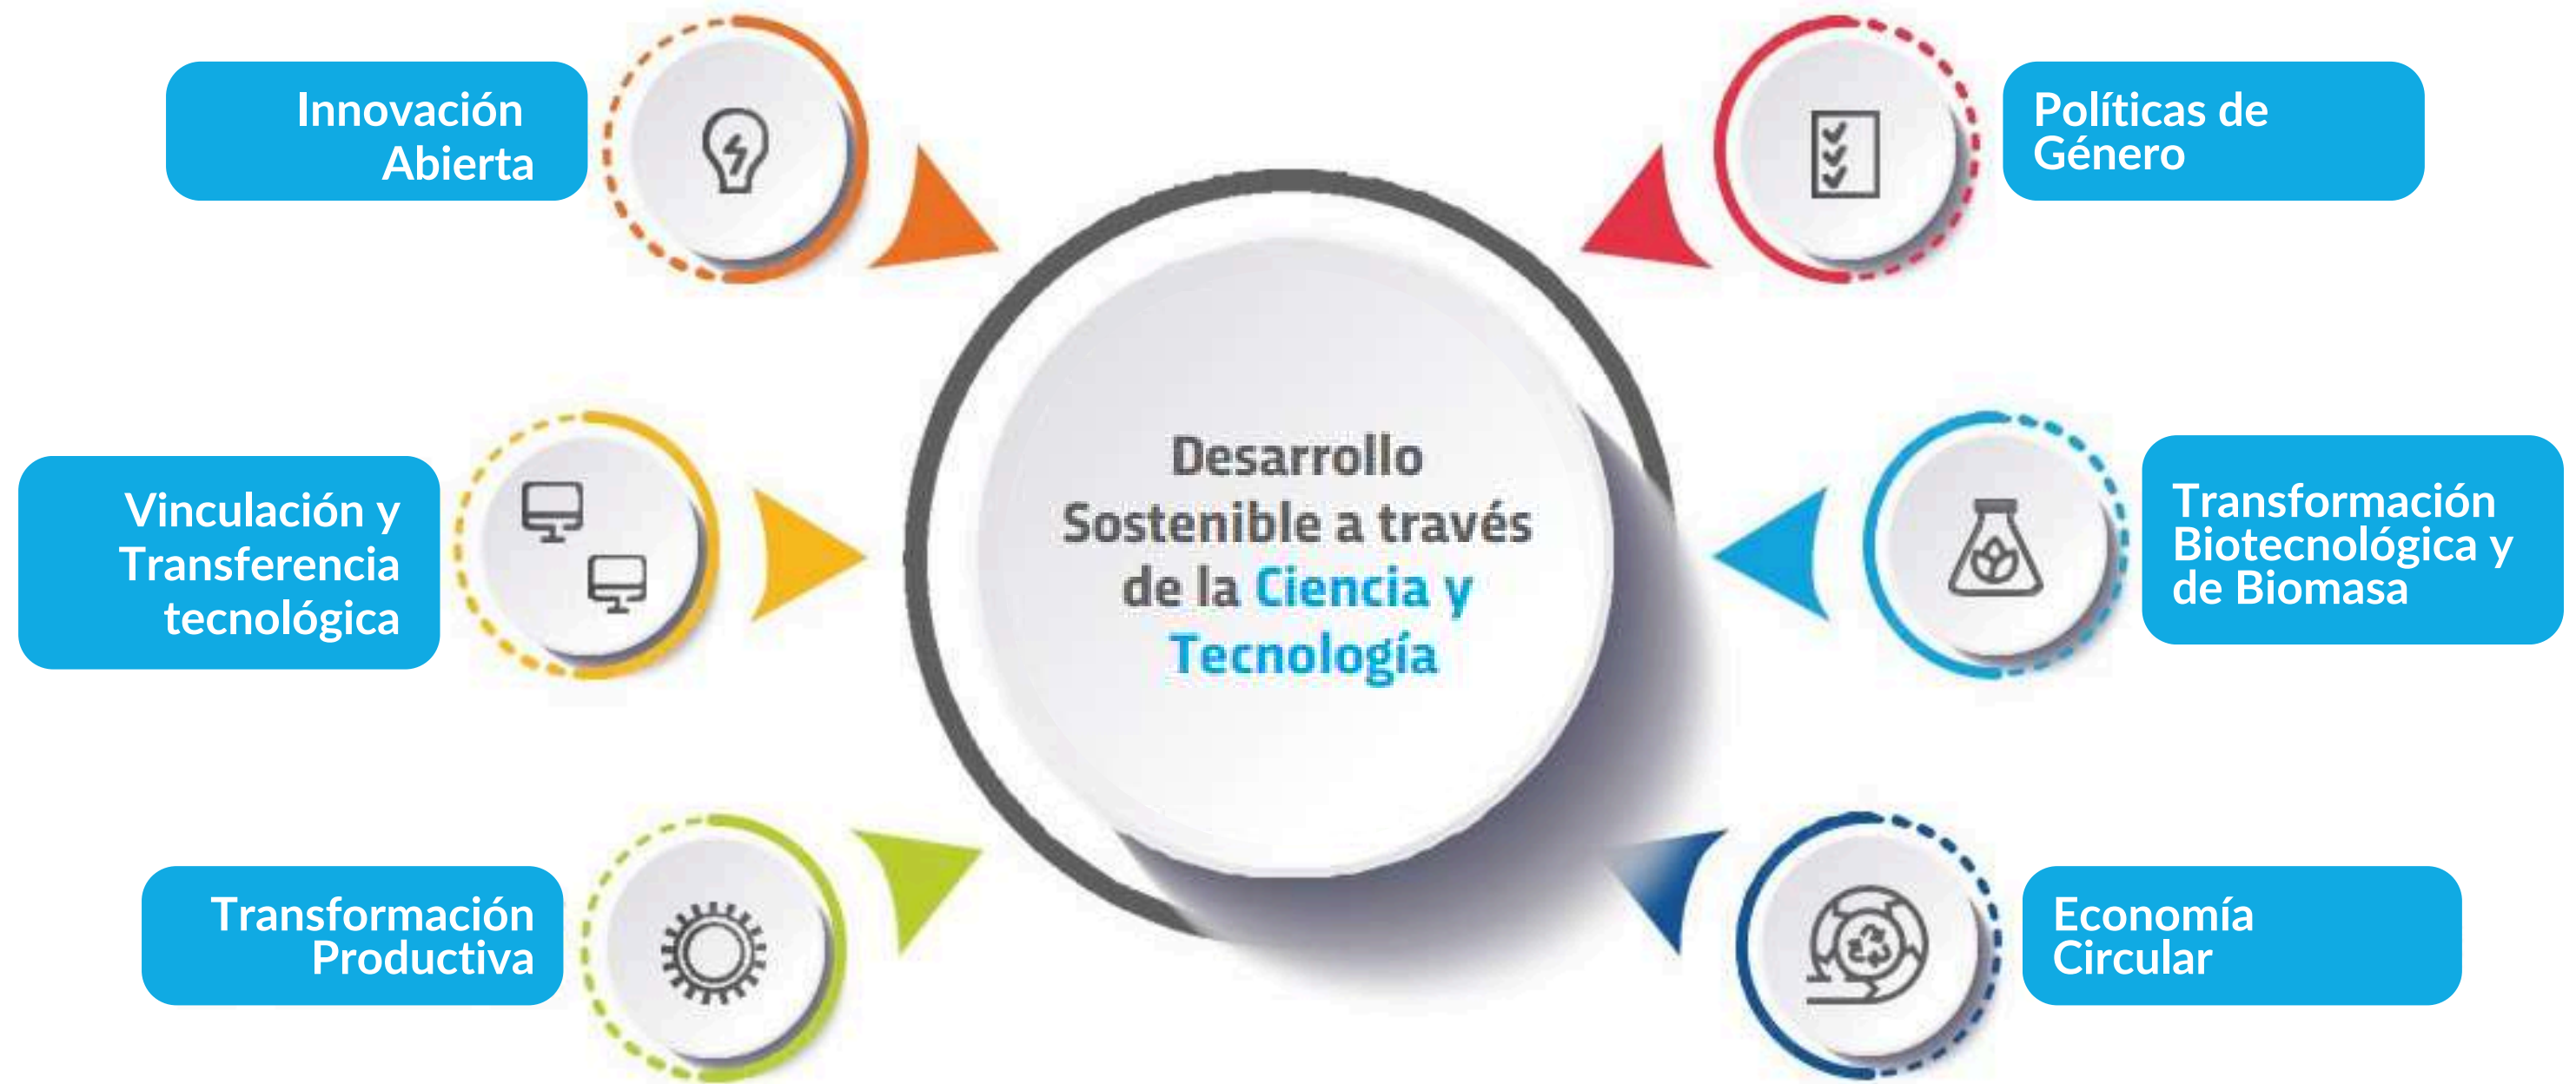 Innovación
Abierta
Vinculación y
Transferencia
tecnológica
Transformación
Productiva
Desarrollo
Sostenible a través
de la Ciencia y
Tecnología
Políticas de
Género
Transformación
Biotecnológica y
de Biomasa
Economía
Circular